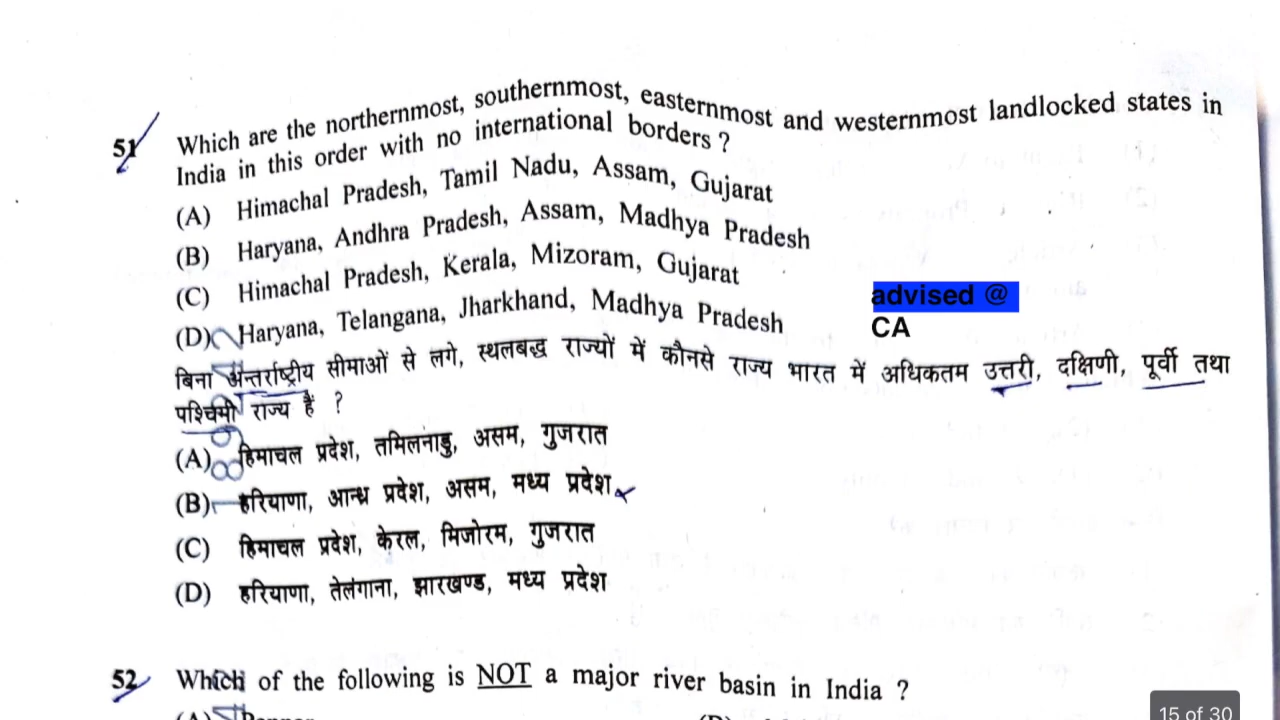 51 Which are the northernmost, southernmost, easternmost and westernmost landlocked states in
India in this order with no international borders ?
(A) Himachal Pradesh, Tamil Nadu, Assam, Gujarat
(B) Haryana, Andhra Pradesh, Assam, Madhya Pradesh
(C) Himachal Pradesh, Kerala, Mizoram, Gujarat
(D) Haryana, Telangana, Jharkhand, Madhya Pradesh
advised @
CA
बिना अन्तर्राष्ट्रीय सीमाओं से लगे, स्थलबद्ध राज्यों में कौनसे राज्य भारत में अधिकतम उत्तरी, दक्षिणी, पूर्वी तथा
पश्चिमी राज्य हैं ?
(A) हिमाचल प्रदेश, तमिलनाडु, असम, गुजरात
(B) हरियाणा, आन्ध्र प्रदेश, असम, मध्य प्रदेश
(C) हिमाचल प्रदेश, केरल, मिजोरम, गुजरात
(D) हरियाणा, तेलंगाना, झारखण्ड, मध्य प्रदेश
52 Which of the following is NOT a major river basin in India ?
15 of 30